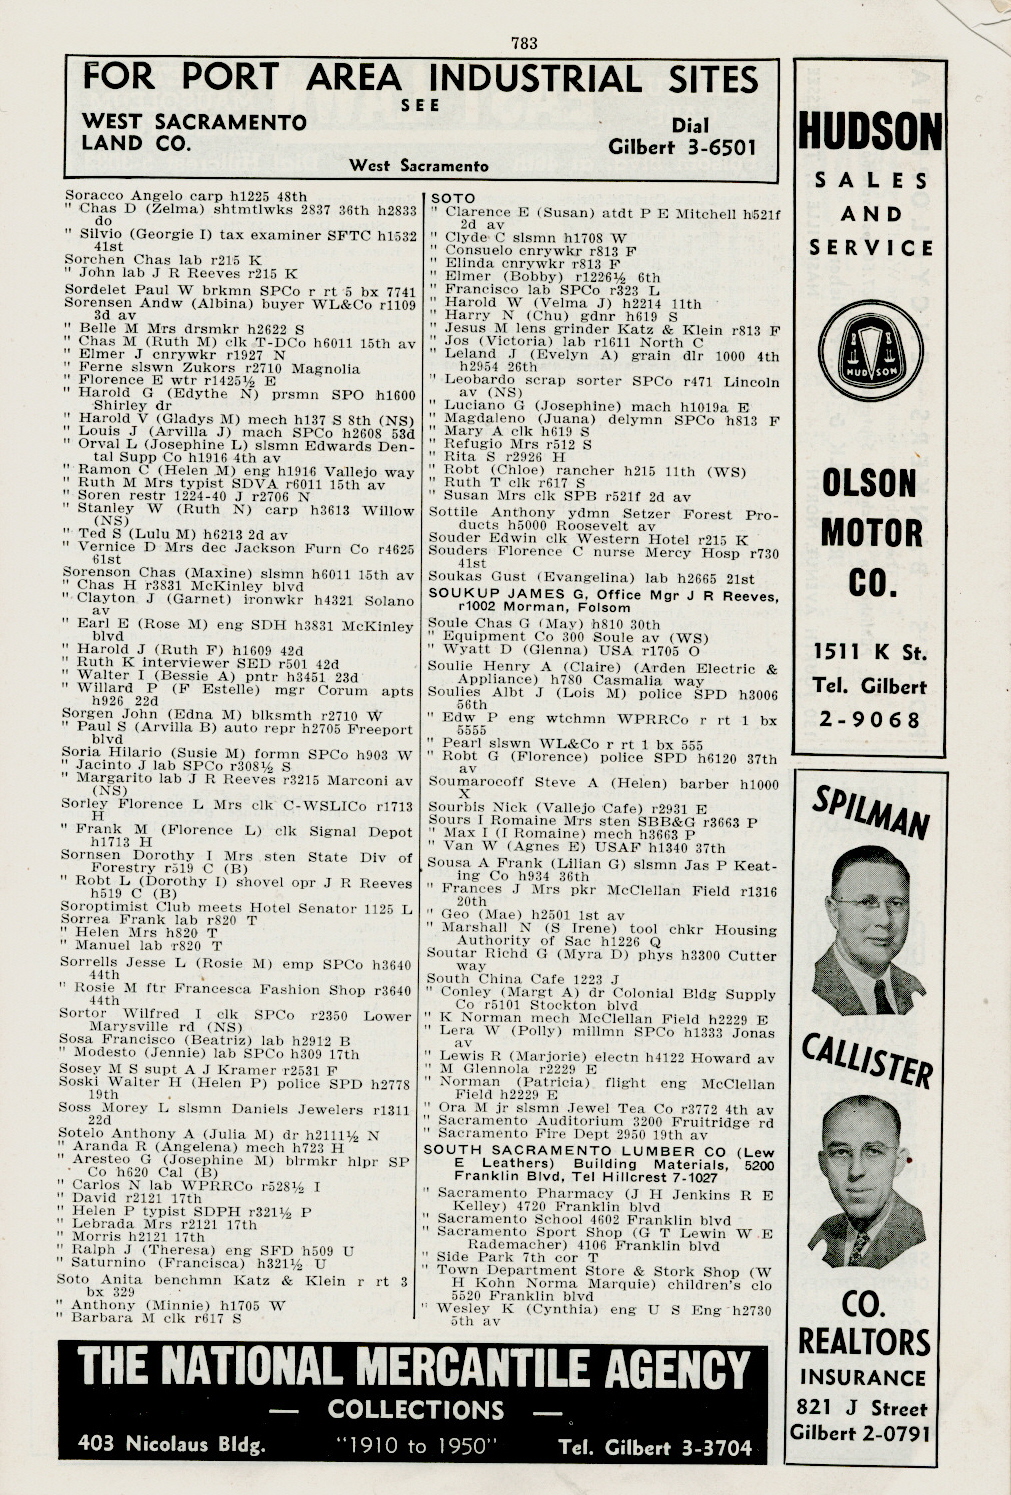 783
FOR PORT AREA INDUSTRIAL SITES
SEE
WEST SACRAMENTO
LAND CO.
Dial
Gilbert 3-6501
West Sacramento
Soracco Angelo carp h1225 48th
" Chas D (Zelma) shtmtlwks 2837 36th h2833
do
" Silvio (Georgie I) tax examiner SFTC h1532
41st
Sorchen Chas lab r215 K
" John lab J R Reeves r215 K
Sordelet Paul W brkmn SPCo r rt 5 bx 7741
Sorensen Andw (Albina) buyer WL&Co r1109
3d av
" Belle M Mrs drsmkr h2622 S
" Chas M (Ruth M) clk T-DCo h6011 15th av
" Elmer J cnrywkr r1927 N
" Ferne slswn Zukors r2710 Magnolia
" Florence E wtr r1425½ E
" Harold G (Edythe N) prsmn SPO h1600
Shirley dr
" Harold V (Gladys M) mech h137 S 8th (NS)
" Louis J (Arvilla J) mach SPCo h2608 53d
" Orval L (Josephine L) slsmn Edwards Den-
tal Supp Co h1916 4th av
" Ramon C (Helen M) eng h1916 Vallejo way
" Ruth M Mrs typist SDVA r6011 15th av
" Soren restr 1224-40 J r2706 N
" Stanley W (Ruth N) carp h3613 Willow
(NS)
" Ted S (Lulu M) h6213 2d av
" Vernice D Mrs dec Jackson Furn Co r4625
61st
Sorenson Chas (Maxine) slsmn h6011 15th av
" Chas H r3831 McKinley blvd
" Clayton J (Garnet) ironwkr h4321 Solano
av
" Earl E (Rose M) eng SDH h3831 McKinley
blvd
" Harold J (Ruth F) h1609 42d
" Ruth K interviewer SED r501 42d
" Walter I (Bessie A) pntr h3451 23d
" Willard P (F Estelle) mgr Corum apts
h926 22d
Sorgen John (Edna M) blksmth r2710 W
" Paul S (Arvilla B) auto repr h2705 Freeport
blvd
Soria Hilario (Susie M) formn SPCo h903 W
" Jacinto J lab SPCo r308½ S
" Margarito lab J R Reeves r3215 Marconi av
(NS)
Sorley Florence L Mrs clk C-WSLICo r1713
H
" Frank M (Florence L) clk Signal Depot
h1713 H
Sornsen Dorothy I Mrs sten State Div of
Forestry r519 C (B)
" Robt L (Dorothy I) shovel opr J R Reeves
h519 C (B)
Soroptimist Club meets Hotel Senator 1125 L
Sorrea Frank lab r820 T
" Helen Mrs h820 T
" Manuel lab r820 T
Sorrells Jesse L (Rosie M) emp SPCo h3640
44th
" Rosie M ftr Francesca Fashion Shop r3640
44th
Sortor Wilfred I clk SPCo r2350 Lower
Marysville rd (NS)
Sosa Francisco (Beatriz) lab h2912 B
" Modesto (Jennie) lab SPCo h309 17th
Sosey M S supt A J Kramer r2531 F
Soski Walter H (Helen P) police SPD h2778
19th
Soss Morey L slsmn Daniels Jewelers r1311
22d
Sotelo Anthony A (Julia M) dr h2111½ N
" Aranda R (Angelena) mech h723 H
" Aresteo G (Josephine M) blrmkr hlpr SP
Co h620 Cal (B)
" Carlos N lab WPRRCo r528½ I
" David r2121 17th
" Helen P typist SDPH r321½ P
" Lebrada Mrs r2121 17th
" Morris h2121 17th
" Ralph J (Theresa) eng SFD h509 U
" Saturnino (Francisca) h321½ U
Soto Anita benchmn Katz & Klein r rt 3
bx 329
" Anthony (Minnie) h1705 W
" Barbara M clk r617 S
SOTO
" Clarence E (Susan) atdt P E Mitchell h521f
2d av
" Clyde C slsmn h1708 W
" Consuelo cnrywkr r813 F
" Elinda cnrywkr r813 F
" Elmer (Bobby) r1226½ 6th
" Francisco lab SPCo r323 L
" Harold W (Velma J) h2214 11th
" Harry N (Chu) gdnr h619 S
" Jesus M lens grinder Katz & Klein r813 F
" Jos (Victoria) lab r1611 North C
" Leland J (Evelyn A) grain dlr 1000 4th
h2954 26th
" Leobardo scrap sorter SPCo r471 Lincoln
av (NS)
" Luciano G (Josephine) mach h1019a E
" Magdaleno (Juana) delymn SPCo h813 F
" Mary A clk h619 S
" Refugio Mrs r512 S
" Rita S r2926 H
" Robt (Chloe) rancher h215 11th (WS)
" Ruth T clk r617 S
" Susan Mrs clk SPB r521f 2d av
Sottile Anthony ydmn Setzer Forest Pro-
ducts h5000 Roosevelt av
Souder Edwin clk Western Hotel r215 K
Souders Florence C nurse Mercy Hosp r730
41st
Soukas Gust (Evangelina) lab h2665 21st
SOUKUP JAMES G, Office Mgr J R Reeves,
r1002 Morman, Folsom
Soule Chas G (May) h810 30th
" Equipment Co 300 Soule av (WS)
" Wyatt D (Glenna) USA r1705 O
Soulie Henry A (Claire) (Arden Electric &
Appliance) h780 Casmalia way
Soulies Albt J (Lois M) police SPD h3006
56th
" Edw P eng wtchmn WPRRCo r rt 1 bx
5555
" Pearl slswn WL&Co r rt 1 bx 555
" Robt G (Florence) police SPD h6120 37th
av
Soumarocoff Steve A (Helen) barber h1000
X
Sourbis Nick (Vallejo Cafe) r2931 E
Sours I Romaine Mrs sten SBB&G r3663 P
" Max I (I Romaine) mech h3663 P
" Van W (Agnes E) USAF h1340 37th
Sousa A Frank (Lilian G) slsmn Jas P Keat-
ing Co h934 36th
" Frances J Mrs pkr McClellan Field r1316
20th
" Geo (Mae) h2501 1st av
" Marshall N (S Irene) tool chkr Housing
Authority of Sac h1226 Q
Soutar Richd G (Myra D) phys h3300 Cutter
way
South China Cafe 1223 J
" Conley (Margt A) dr Colonial Bldg Supply
Co r5101 Stockton blvd
" K Norman mech McClellan Field h2229 E
" Lera W (Polly) millmn SPCo h1333 Jonas
av
" Lewis R (Marjorie) electn h4122 Howard av
" M Glennola r2229 E
" Norman (Patricia) flight eng McClellan
Field h2229 E
" Ora M jr slsmn Jewel Tea Co r3772 4th av
" Sacramento Auditorium 3200 Fruitridge rd
" Sacramento Fire Dept 2950 19th av
SOUTH SACRAMENTO LUMBER CO (Lew
E Leathers) Building Materials, 5200
Franklin Blvd, Tel Hillcrest 7-1027
" Sacramento Pharmacy (J H Jenkins R E
Kelley) 4720 Franklin blvd
" Sacramento School 4602 Franklin blvd
" Sacramento Sport Shop (G T Lewin W E
Rademacher) 4106 Franklin blvd
" Side Park 7th cor T
" Town Department Store & Stork Shop (W
H Kohn Norma Marquie) children's clo
5520 Franklin blvd
" Wesley K (Cynthia) eng U S Eng h2730
5th av
HUDSON
SALES
AND
SERVICE
HUDSON
OLSON
MOTOR
CO.
1511 K St.
Tel. Gilbert
2-9068
SPILMAN
CALLISTER
CO.
REALTORS
INSURANCE
821 J Street
Gilbert 2-0791
THE NATIONAL MERCANTILE AGENCY
— COLLECTIONS —
403 Nicolaus Bldg. "1910 to 1950" Tel. Gilbert 3-3704